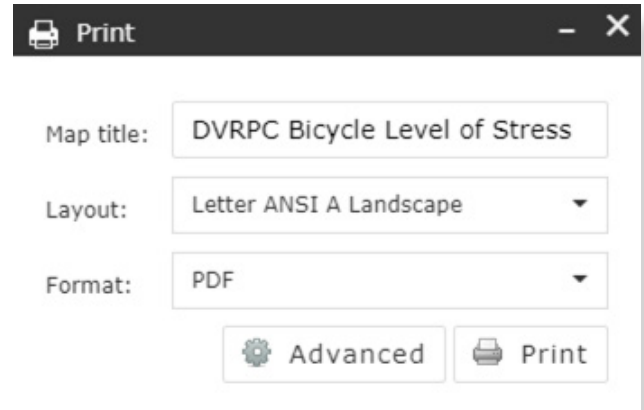 Print
Map title: DVRPC Bicycle Level of Stress
Layout: Letter ANSI A Landscape
Format: PDF
Advanced Print